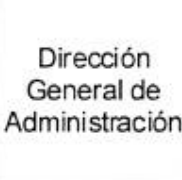 Dirección
General de
Administración